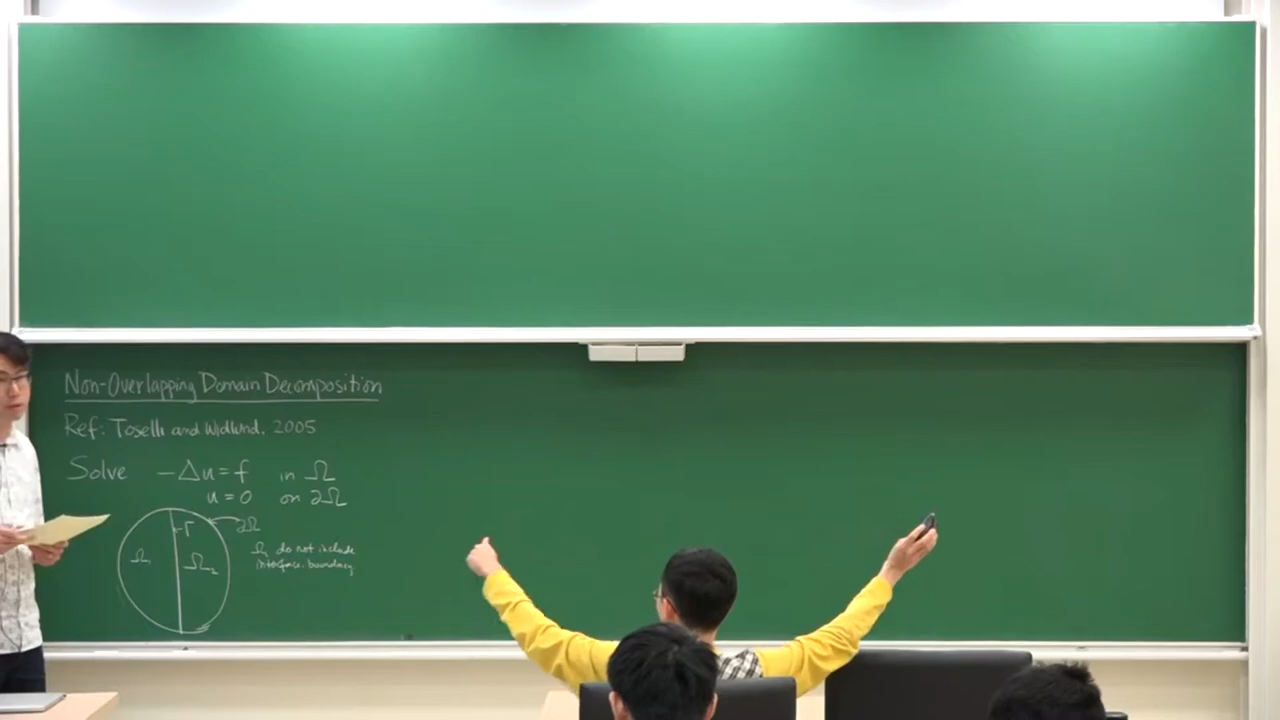 Non-Overlapping Domain Decomposition
Ref: Toselli and Widlund. 2005
Solve -Δu=f in Ω
u=0 on ∂Ω
Γ ∂Ω
Ω₁ Ω₂
Ωᵢ do not include
interface. boundary